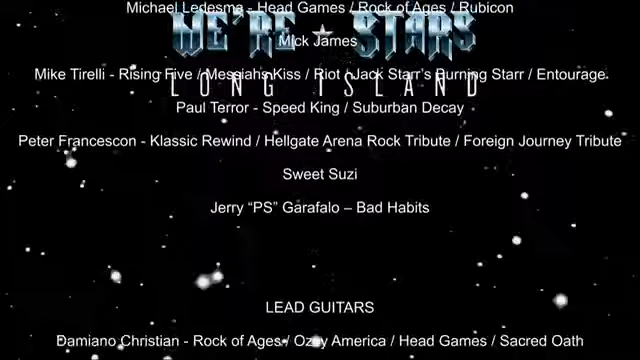 Michael Ledesma - Head Games / Rock of Ages / Rubicon
WE'RE ★ STARS
Mick James
Mike Tirelli - Rising Five / Messiahs Kiss / Riot / Jack Starr's Burning Starr / Entourage
LONG ISLAND
Paul Terror - Speed King / Suburban Decay
Peter Francescon - Klassic Rewind / Hellgate Arena Rock Tribute / Foreign Journey Tribute
Sweet Suzi
Jerry “PS” Garafalo – Bad Habits
LEAD GUITARS
Damiano Christian - Rock of Ages / Ozzy America / Head Games / Sacred Oath